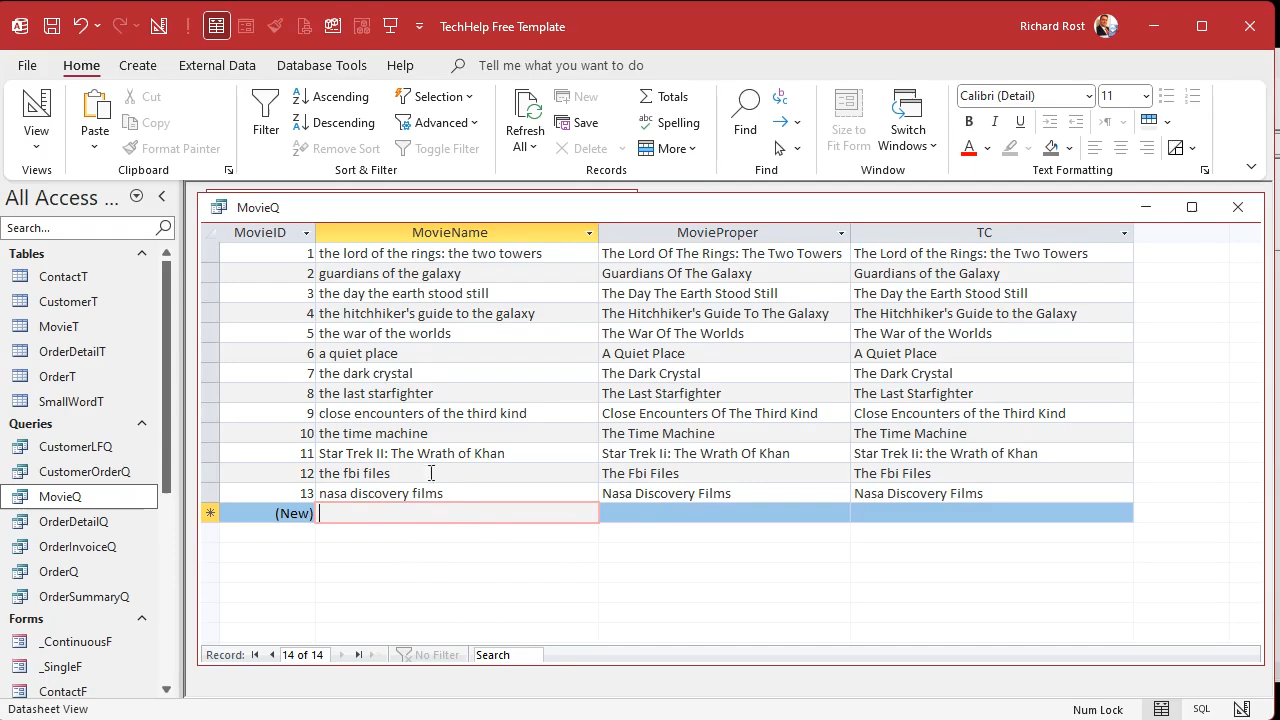 TechHelp Free Template
Richard Rost
File Home Create External Data Database Tools Help Tell me what you want to do
View
Views
Paste
Cut
Copy
Format Painter
Clipboard
Filter
Ascending
Descending
Remove Sort
Selection
Advanced
Toggle Filter
Sort & Filter
Refresh
All
New
Save
Delete
Totals
Spelling
More
Records
Find
Find
Size to
Fit Form
Switch
Windows
Window
Calibri (Detail) 11
B I U
Text Formatting
All Access ...
Search...
Tables
ContactT
CustomerT
MovieT
OrderDetailT
OrderT
SmallWordT
Queries
CustomerLFQ
CustomerOrderQ
MovieQ
OrderDetailQ
OrderInvoiceQ
OrderQ
OrderSummaryQ
Forms
_ContinuousF
_SingleF
ContactF
MovieQ
MovieID MovieName MovieProper TC
1 the lord of the rings: the two towers The Lord Of The Rings: The Two Towers The Lord of the Rings: the Two Towers
2 guardians of the galaxy Guardians Of The Galaxy Guardians of the Galaxy
3 the day the earth stood still The Day The Earth Stood Still The Day the Earth Stood Still
4 the hitchhiker's guide to the galaxy The Hitchhiker's Guide To The Galaxy The Hitchhiker's Guide to the Galaxy
5 the war of the worlds The War Of The Worlds The War of the Worlds
6 a quiet place A Quiet Place A Quiet Place
7 the dark crystal The Dark Crystal The Dark Crystal
8 the last starfighter The Last Starfighter The Last Starfighter
9 close encounters of the third kind Close Encounters Of The Third Kind Close Encounters of the Third Kind
10 the time machine The Time Machine The Time Machine
11 Star Trek II: The Wrath of Khan Star Trek Ii: The Wrath Of Khan Star Trek Ii: the Wrath of Khan
12 the fbi files The Fbi Files The Fbi Files
13 nasa discovery films Nasa Discovery Films Nasa Discovery Films
(New)
Record: 14 of 14 No Filter Search
Datasheet View
Num Lock SQL